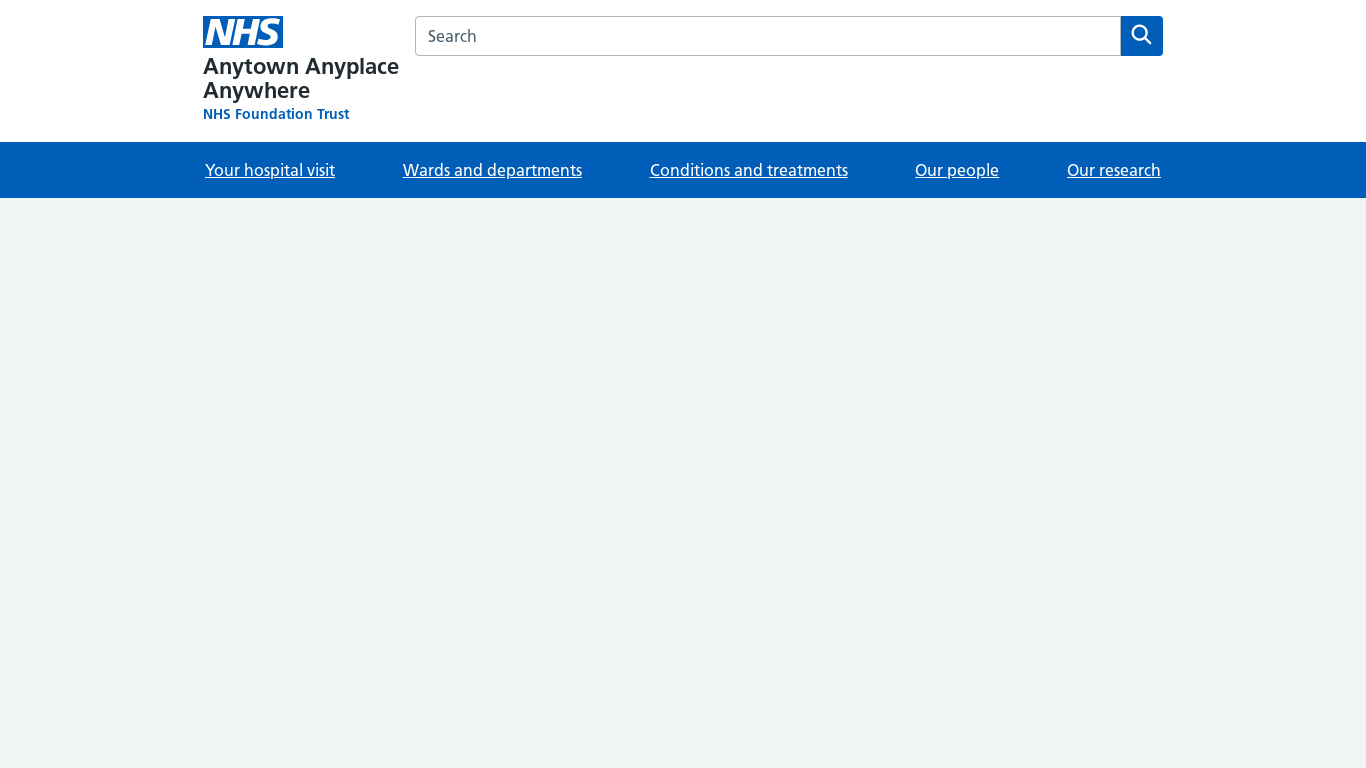 NHS
Search
Anytown Anyplace
Anywhere
NHS Foundation Trust
Your hospital visit
Wards and departments
Conditions and treatments
Our people
Our research